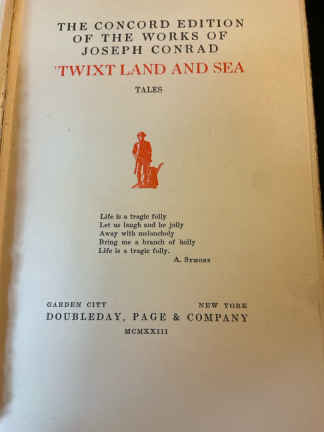 THE CONCORD EDITION
OF THE WORKS OF
JOSEPH CONRAD
'TWIXT LAND AND SEA
TALES
Life is a tragic folly
Let us laugh and be jolly
Away with melancholy
Bring me a branch of holly
Life is a tragic folly.
A. SYMONS
GARDEN CITY NEW YORK
DOUBLEDAY, PAGE & COMPANY
MCMXXIII